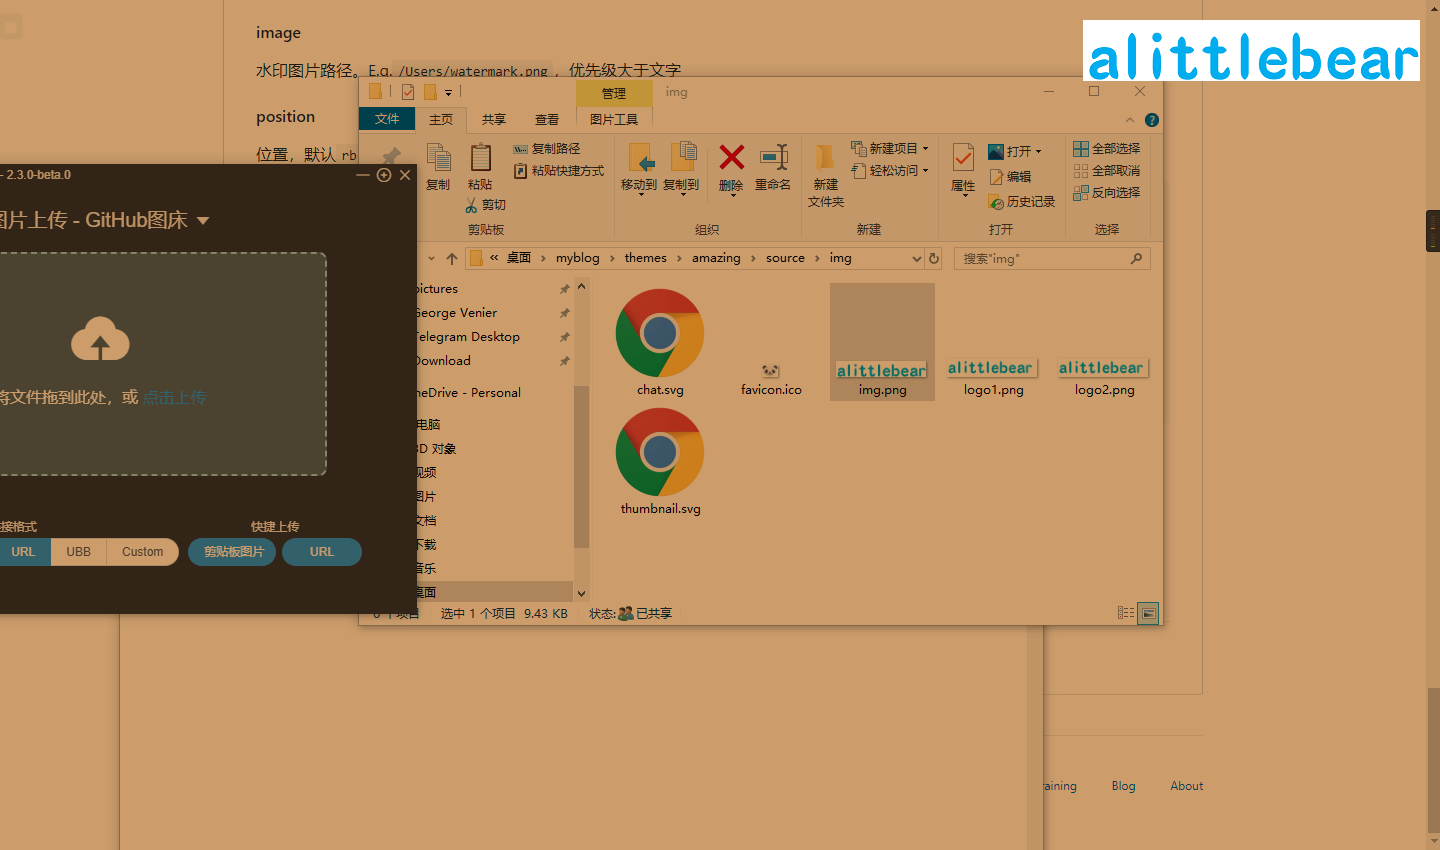 image
水印图片路径。E.g. /Users/watermark.png ，优先级大于文字
position
位置，默认 rb
alittlebear
管理
img
文件
主页
共享
查看
图片工具
复制
粘贴
复制路径
粘贴快捷方式
剪切
剪贴板
移动到
复制到
删除
重命名
组织
新建
文件夹
新建项目
轻松访问
新建
属性
打开
编辑
历史记录
打开
全部选择
全部取消
反向选择
选择
« 桌面 › myblog › themes › amazing › source › img
搜索"img"
- 2.3.0-beta.0
图片上传 - GitHub图床
将文件拖到此处，或 点击上传
接格式
快捷上传
URL
UBB
Custom
剪贴板图片
URL
pictures
George Venier
Telegram Desktop
Download
neDrive - Personal
电脑
3D 对象
视频
图片
文档
下载
音乐
桌面
chat.svg
favicon.ico
alittlebear
img.png
alittlebear
logo1.png
alittlebear
logo2.png
thumbnail.svg
个项目
选中 1 个项目 9.43 KB
状态: 已共享
raining
Blog
About